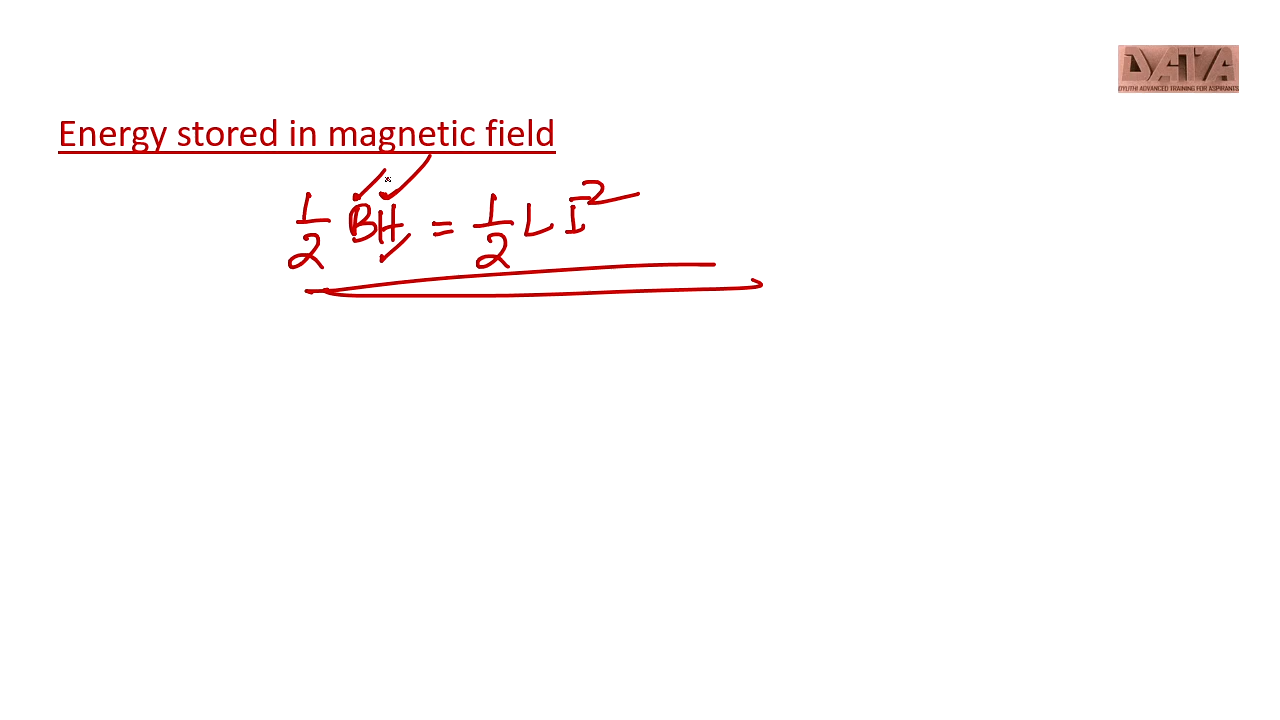 DATA
DYUTHI ADVANCED TRAINING FOR ASPIRANTS
Energy stored in magnetic field
1/2 BH = 1/2 L I²